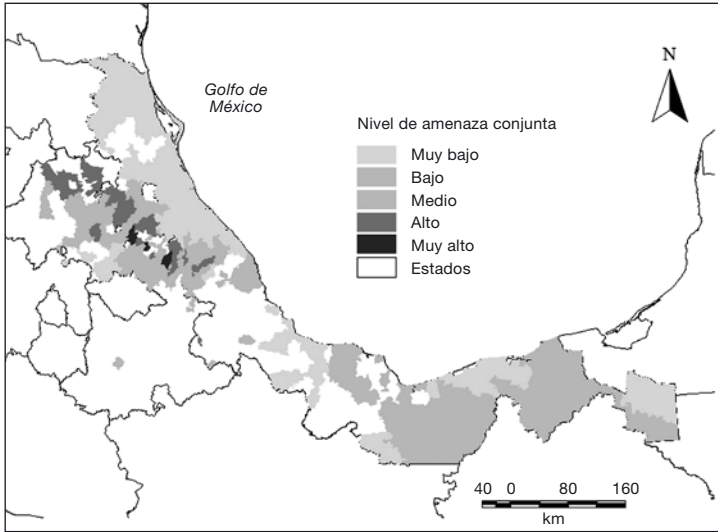 Golfo de
México
N
Nivel de amenaza conjunta
Muy bajo
Bajo
Medio
Alto
Muy alto
Estados
40 0 80 160
km